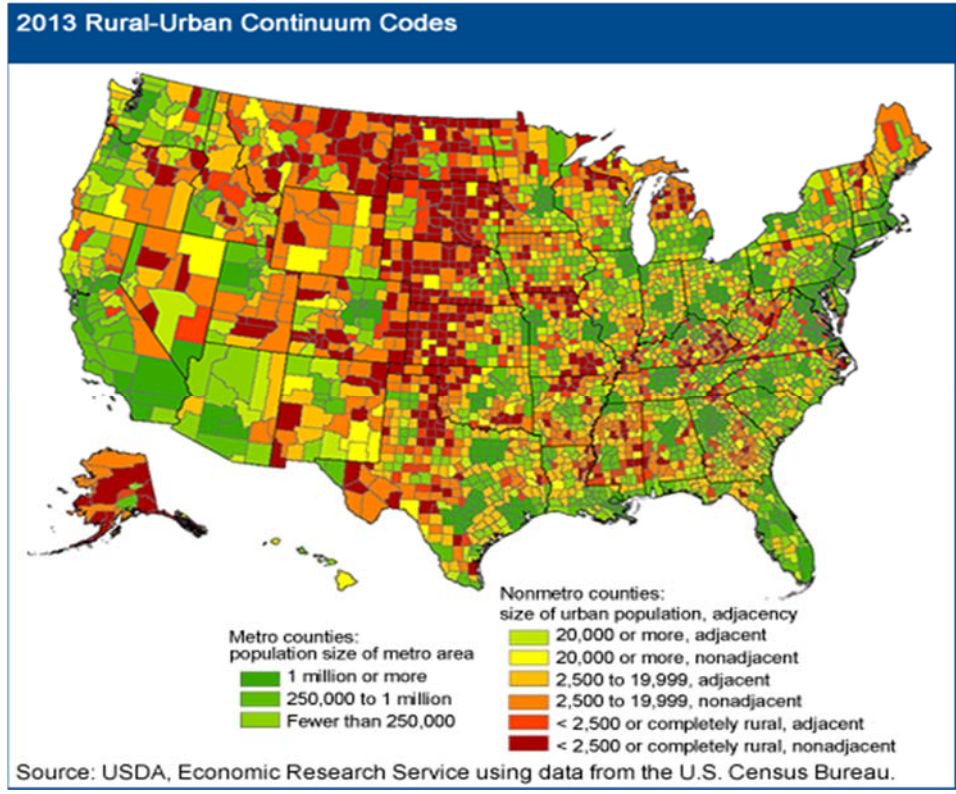 2013 Rural-Urban Continuum Codes
Metro counties:
population size of metro area
1 million or more
250,000 to 1 million
Fewer than 250,000
Nonmetro counties:
size of urban population, adjacency
20,000 or more, adjacent
20,000 or more, nonadjacent
2,500 to 19,999, adjacent
2,500 to 19,999, nonadjacent
< 2,500 or completely rural, adjacent
< 2,500 or completely rural, nonadjacent
Source: USDA, Economic Research Service using data from the U.S. Census Bureau.